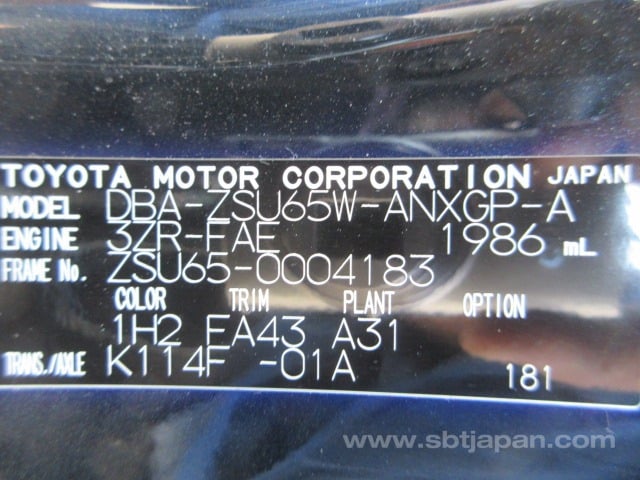 TOYOTA MOTOR CORPORATION JAPAN
MODEL DBA-ZSU65W-ANXGP-A
ENGINE 3ZR-FAE 1986 mL
FRAME No. ZSU65-0004183
COLOR TRIM PLANT OPTION
1H2 FA43 A31
TRANS./AXLE K114F -01A 181
www.sbtjapan.com